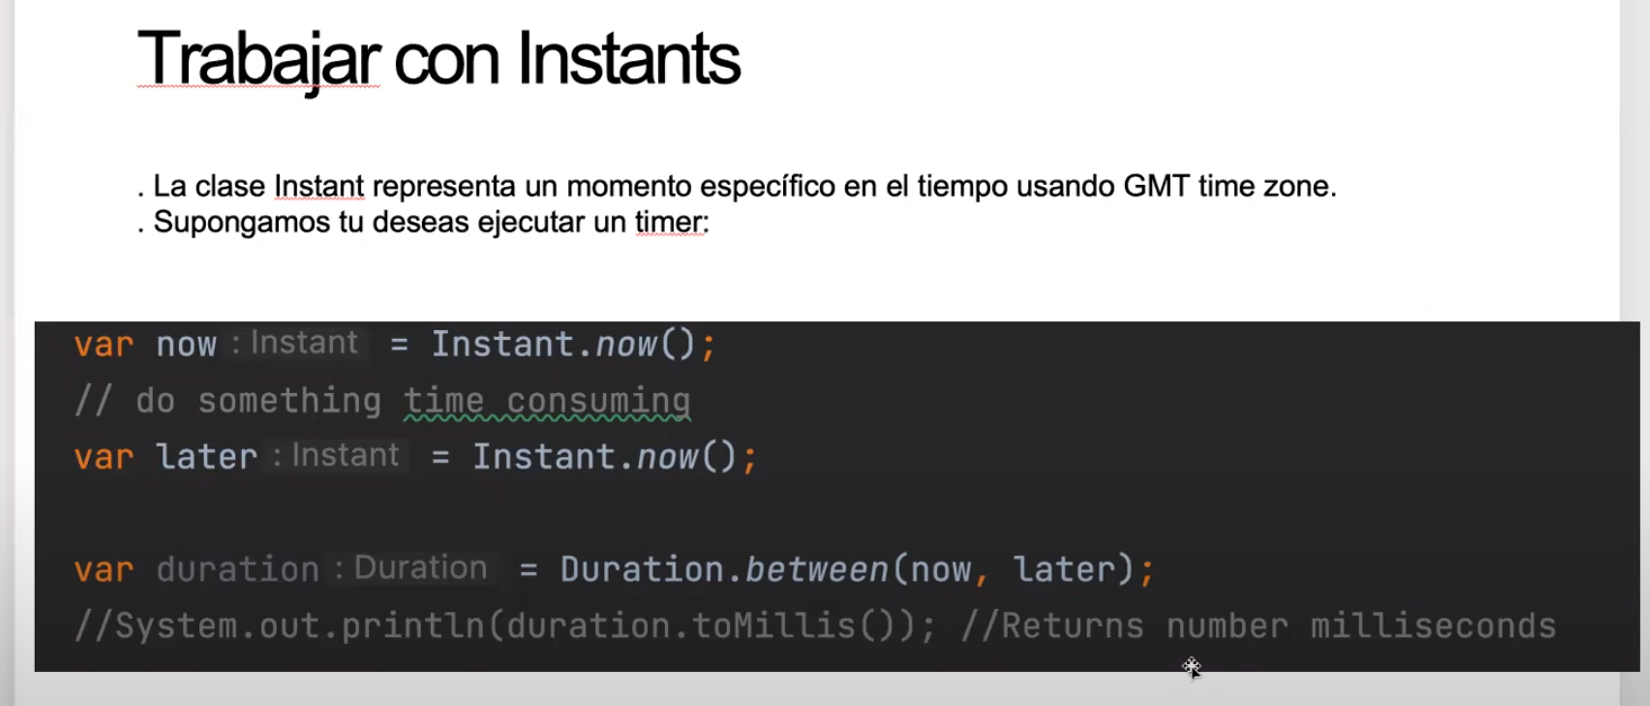 Trabajar con Instants
. La clase Instant representa un momento específico en el tiempo usando GMT time zone.
. Supongamos tu deseas ejecutar un timer:
var now : Instant = Instant.now();
// do something time consuming
var later : Instant = Instant.now();
var duration : Duration = Duration.between(now, later);
//System.out.println(duration.toMillis()); //Returns number milliseconds